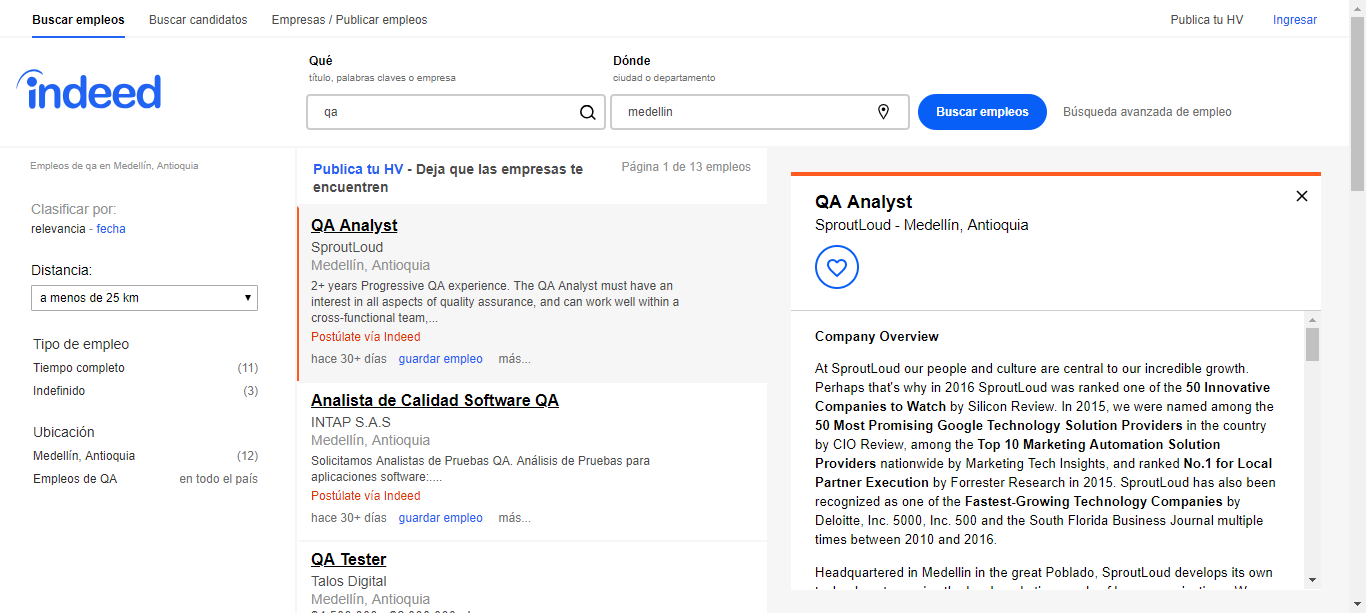 Buscar empleos
Buscar candidatos
Empresas / Publicar empleos
Publica tu HV
Ingresar
indeed
Qué
título, palabras claves o empresa
qa
Dónde
ciudad o departamento
medellin
Buscar empleos
Búsqueda avanzada de empleo
Empleos de qa en Medellín, Antioquia
Clasificar por:
relevancia - fecha
Distancia:
a menos de 25 km
Tipo de empleo
Tiempo completo (11)
Indefinido (3)
Ubicación
Medellín, Antioquia (12)
Empleos de QA en todo el país
Publica tu HV - Deja que las empresas te
encuentren
Página 1 de 13 empleos
QA Analyst
SproutLoud
Medellín, Antioquia
2+ years Progressive QA experience. The QA Analyst must have an
interest in all aspects of quality assurance, and can work well within a
cross-functional team,...
Postúlate vía Indeed
hace 30+ días guardar empleo más...
Analista de Calidad Software QA
INTAP S.A.S
Medellín, Antioquia
Solicitamos Analistas de Pruebas QA. Análisis de Pruebas para
aplicaciones software:....
Postúlate vía Indeed
hace 30+ días guardar empleo más...
QA Tester
Talos Digital
Medellín, Antioquia
QA Analyst
SproutLoud - Medellín, Antioquia
Company Overview
At SproutLoud our people and culture are central to our incredible growth.
Perhaps that's why in 2016 SproutLoud was ranked one of the 50 Innovative
Companies to Watch by Silicon Review. In 2015, we were named among the
50 Most Promising Google Technology Solution Providers in the country
by CIO Review, among the Top 10 Marketing Automation Solution
Providers nationwide by Marketing Tech Insights, and ranked No.1 for Local
Partner Execution by Forrester Research in 2015. SproutLoud has also been
recognized as one of the Fastest-Growing Technology Companies by
Deloitte, Inc. 5000, Inc. 500 and the South Florida Business Journal multiple
times between 2010 and 2016.
Headquartered in Medellin in the great Poblado, SproutLoud develops its own